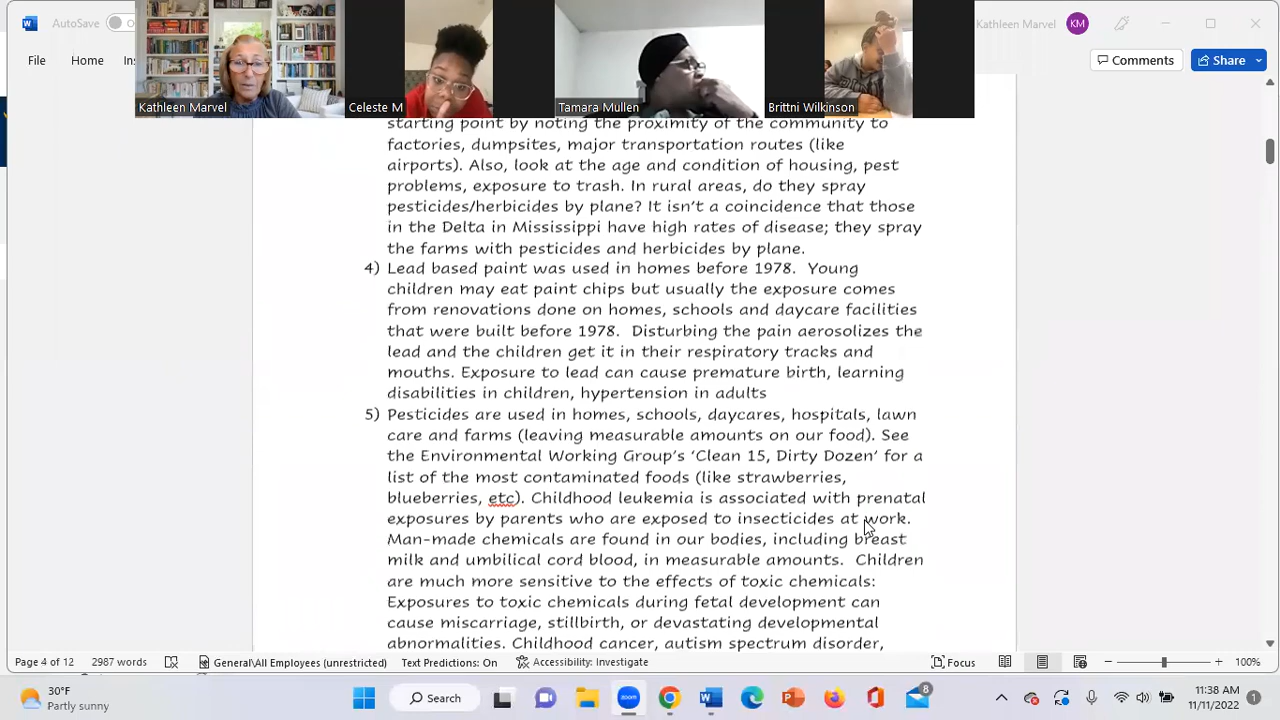 AutoSave
Kathleen Marvel
KM
File
Home
Comments
Share
Kathleen Marvel
Celeste M
Tamara Mullen
Brittni Wilkinson
starting point by noting the proximity of the community to
factories, dumpsites, major transportation routes (like
airports). Also, look at the age and condition of housing, pest
problems, exposure to trash. In rural areas, do they spray
pesticides/herbicides by plane? It isn't a coincidence that those
in the Delta in Mississippi have high rates of disease; they spray
the farms with pesticides and herbicides by plane.
4) Lead based paint was used in homes before 1978. Young
children may eat paint chips but usually the exposure comes
from renovations done on homes, schools and daycare facilities
that were built before 1978. Disturbing the pain aerosolizes the
lead and the children get it in their respiratory tracks and
mouths. Exposure to lead can cause premature birth, learning
disabilities in children, hypertension in adults
5) Pesticides are used in homes, schools, daycares, hospitals, lawn
care and farms (leaving measurable amounts on our food). See
the Environmental Working Group's 'Clean 15, Dirty Dozen' for a
list of the most contaminated foods (like strawberries,
blueberries, etc). Childhood leukemia is associated with prenatal
exposures by parents who are exposed to insecticides at work.
Man-made chemicals are found in our bodies, including breast
milk and umbilical cord blood, in measurable amounts. Children
are much more sensitive to the effects of toxic chemicals:
Exposures to toxic chemicals during fetal development can
cause miscarriage, stillbirth, or devastating developmental
abnormalities. Childhood cancer, autism spectrum disorder,
Page 4 of 12 2987 words General\All Employees (unrestricted) Text Predictions: On Accessibility: Investigate Focus 100%
30°F
Partly sunny
Search
zoom
8
11:38 AM
11/11/2022
1